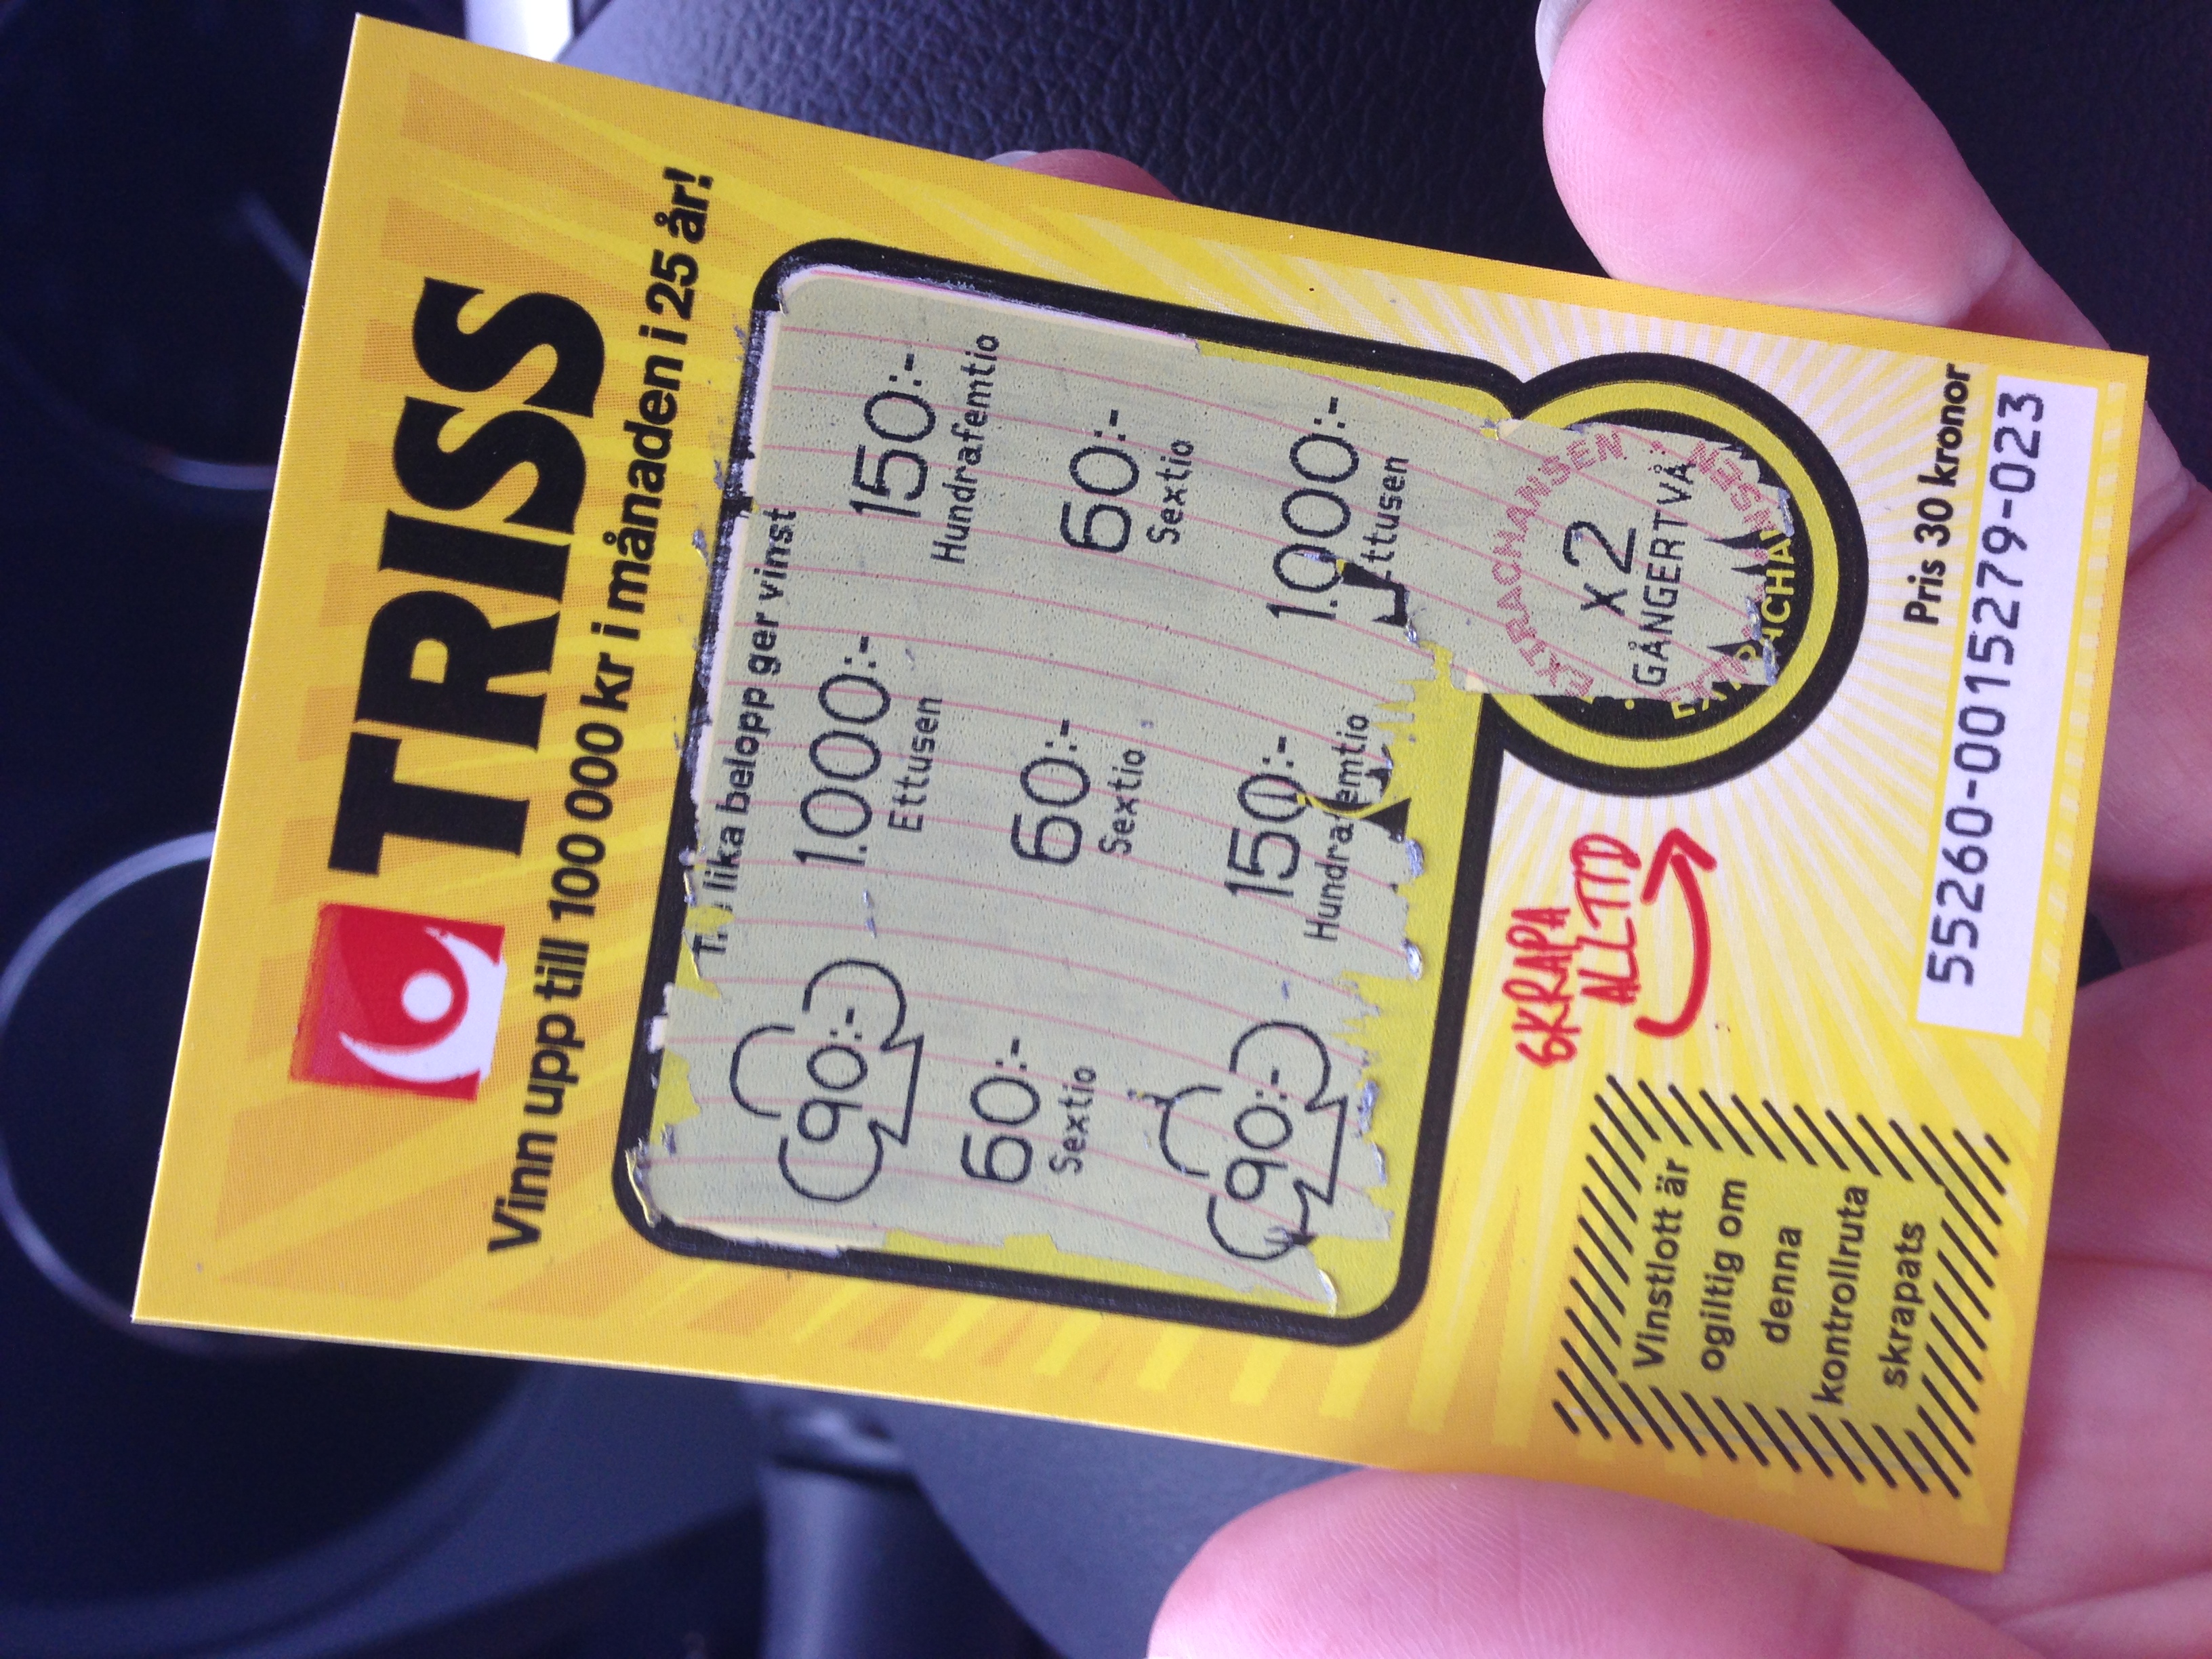 TRISS
Vinn upp till 100 000 kr i månaden i 25 år!
lika belopp ger vinst
90:- 1.000:- 150:-
Ettusen Hundrafemtio
60:- 60:- 60:-
Sextio Sextio Sextio
90:- 150:- 1.000:-
Hundrafemtio Ettusen
SKRAPA
ALLTID
EXTRACHANSEN
x2
GÅNGERTVÅ
EXTRACHANSEN
Vinstlott är
ogiltig om
denna
kontrollruta
skrapats
Pris 30 kronor
55260-0015279-023